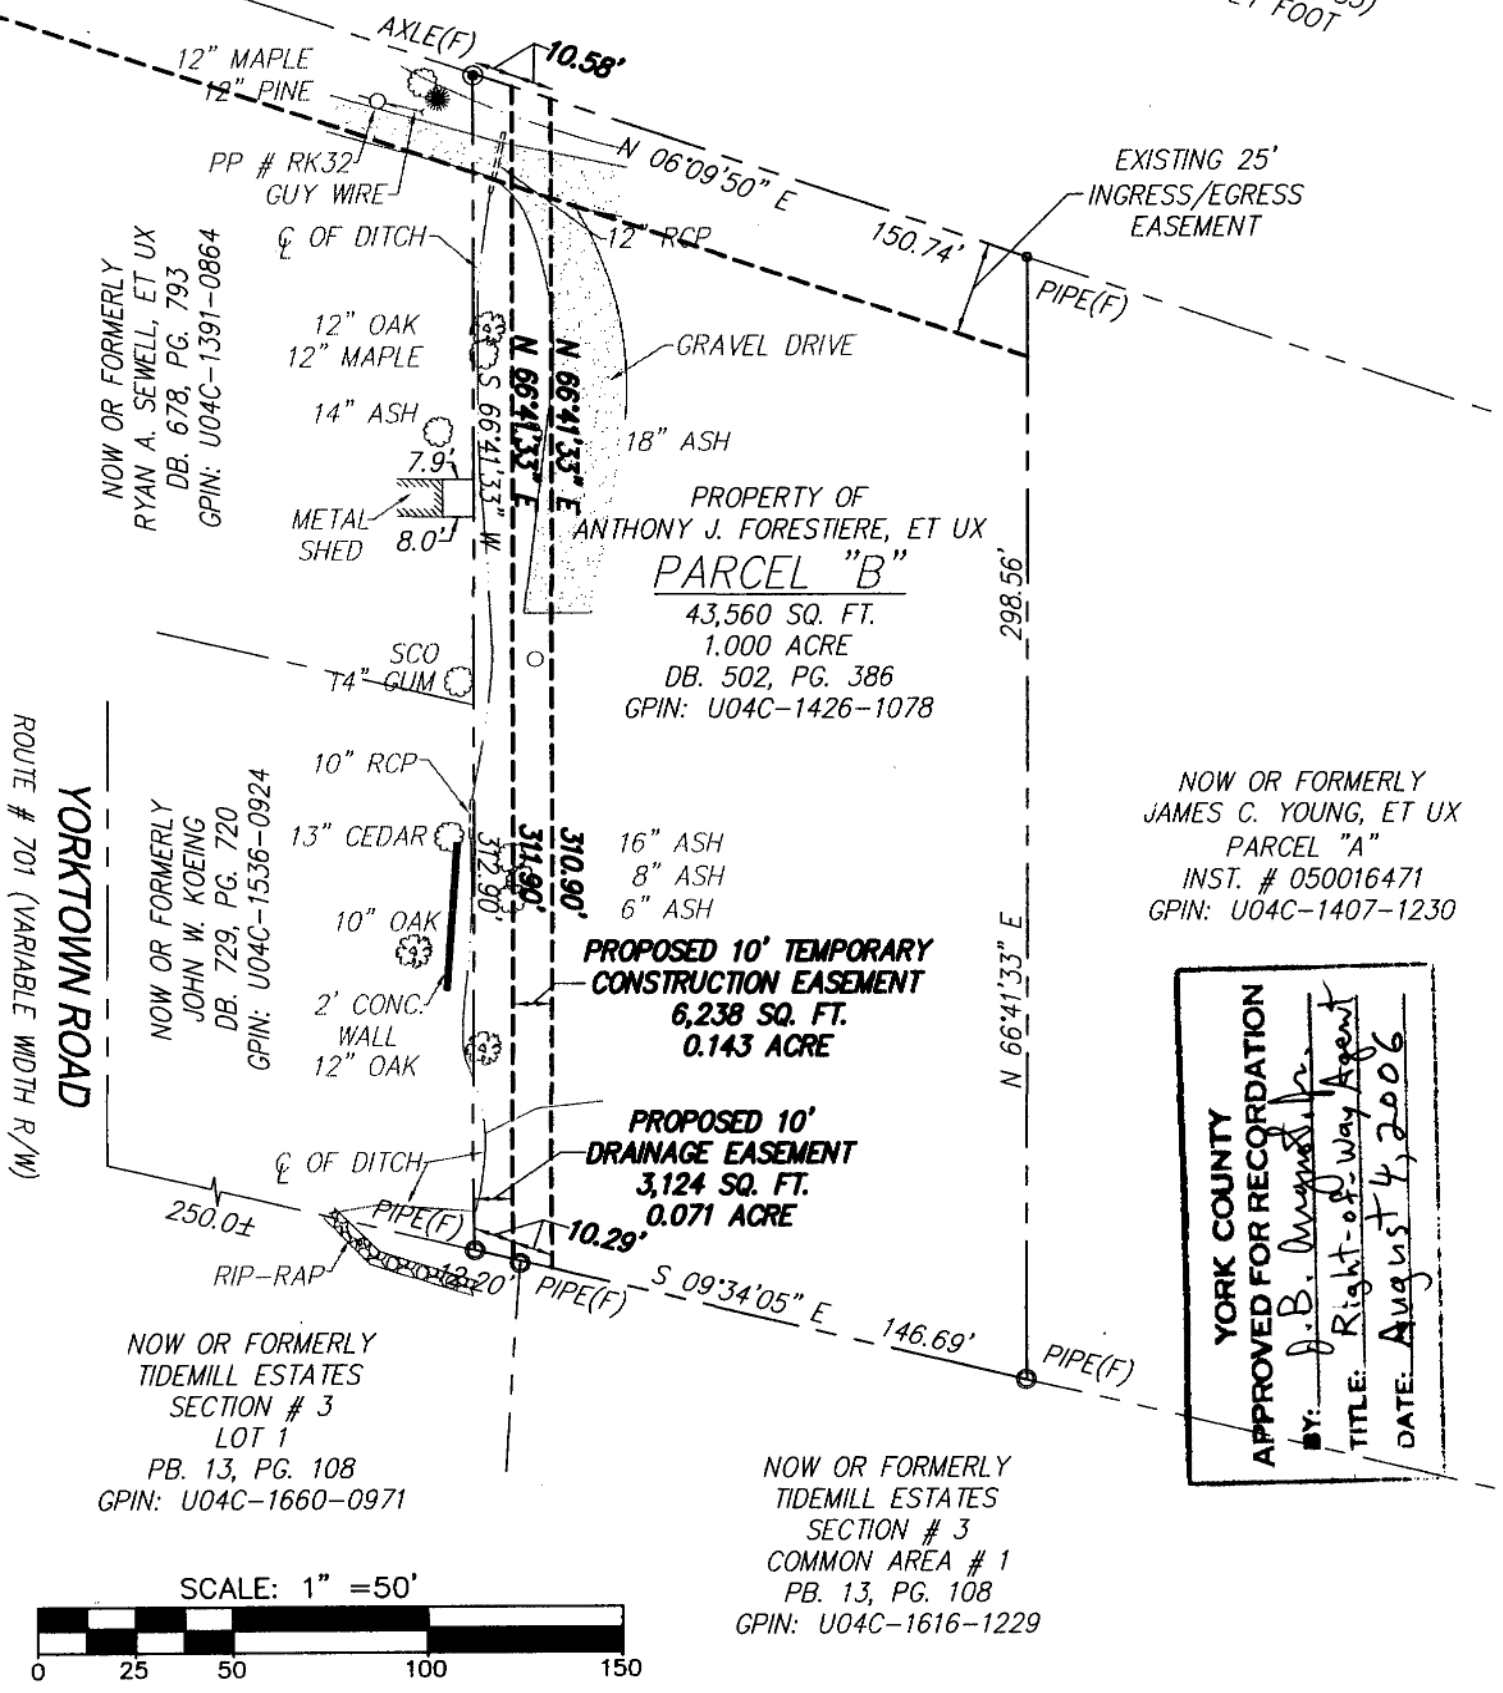 ET FOOT
AXLE(F)
10.58'
12" MAPLE
12" PINE
PP # RK32
GUY WIRE
N 06°09'50" E
150.74'
EXISTING 25'
INGRESS/EGRESS
EASEMENT
PIPE(F)
℄ OF DITCH
12" RCP
NOW OR FORMERLY
RYAN A. SEWELL, ET UX
DB. 678, PG. 793
GPIN: U04C-1391-0864
12" OAK
12" MAPLE
14" ASH
7.9'
METAL
SHED
8.0'
S 66°41'33" W
N 66°41'33" E
N 66°41'33" E
GRAVEL DRIVE
18" ASH
PROPERTY OF
ANTHONY J. FORESTIERE, ET UX
PARCEL "B"
43,560 SQ. FT.
1.000 ACRE
DB. 502, PG. 386
GPIN: U04C-1426-1078
298.56'
N 66°41'33" E
SCO
14" GUM
10" RCP
13" CEDAR
10" OAK
2' CONC.
WALL
12" OAK
312.90'
311.90'
310.90'
16" ASH
8" ASH
6" ASH
PROPOSED 10' TEMPORARY
CONSTRUCTION EASEMENT
6,238 SQ. FT.
0.143 ACRE
PROPOSED 10'
DRAINAGE EASEMENT
3,124 SQ. FT.
0.071 ACRE
NOW OR FORMERLY
JAMES C. YOUNG, ET UX
PARCEL "A"
INST. # 050016471
GPIN: U04C-1407-1230
YORKTOWN ROAD
ROUTE # 701 (VARIABLE WIDTH R/W)
NOW OR FORMERLY
JOHN W. KOEING
DB. 729, PG. 720
GPIN: U04C-1536-0924
℄ OF DITCH
250.0±
PIPE(F)
RIP-RAP
12.20'
10.29'
PIPE(F)
S 09°34'05" E
146.69'
PIPE(F)
YORK COUNTY
APPROVED FOR RECORDATION
BY:
TITLE: Right-of-Way Agent
DATE: August 4, 2006
NOW OR FORMERLY
TIDEMILL ESTATES
SECTION # 3
LOT 1
PB. 13, PG. 108
GPIN: U04C-1660-0971
NOW OR FORMERLY
TIDEMILL ESTATES
SECTION # 3
COMMON AREA # 1
PB. 13, PG. 108
GPIN: U04C-1616-1229
SCALE: 1" =50'
0 25 50 100 150